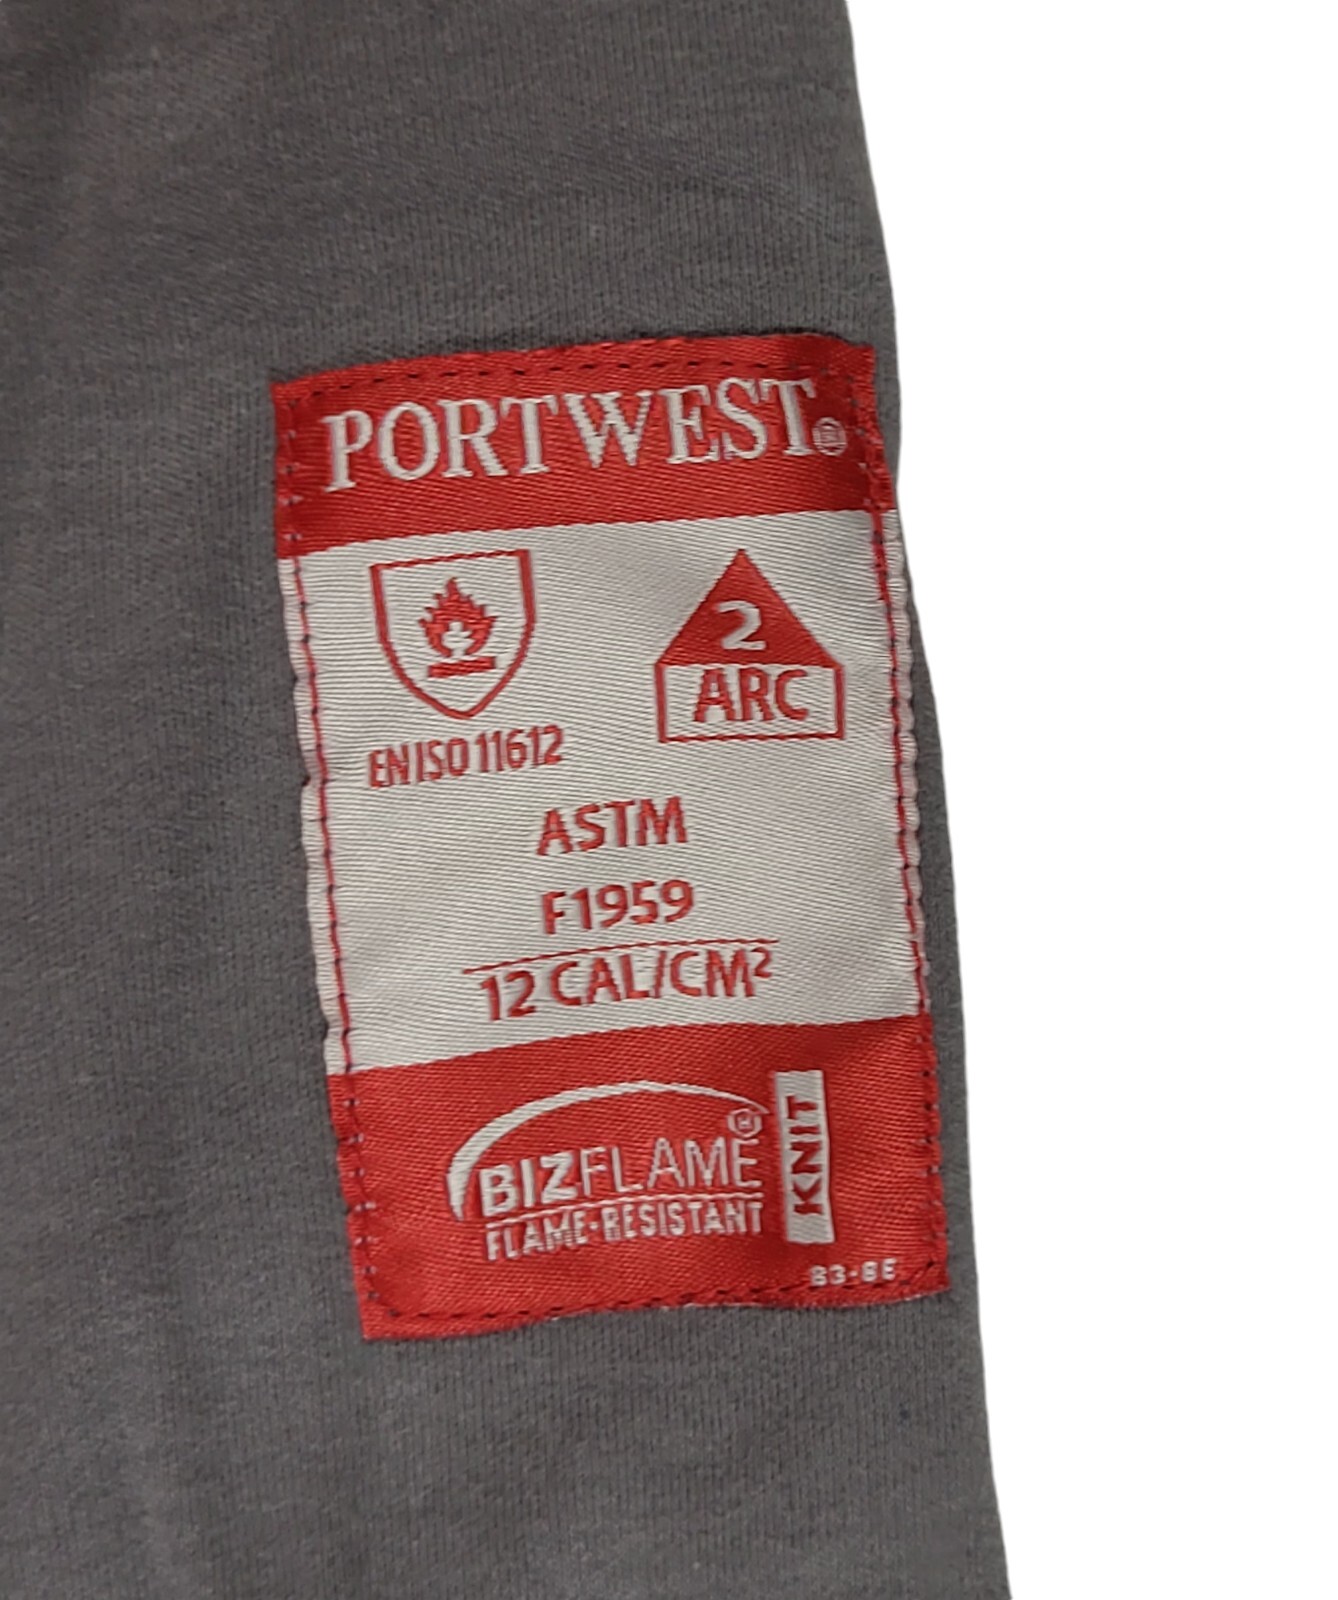 PORTWEST®
2
ARC
EN ISO 11612
ASTM
F1959
12 CAL/CM²
BIZFLAME®
KNIT
FLAME-RESISTANT